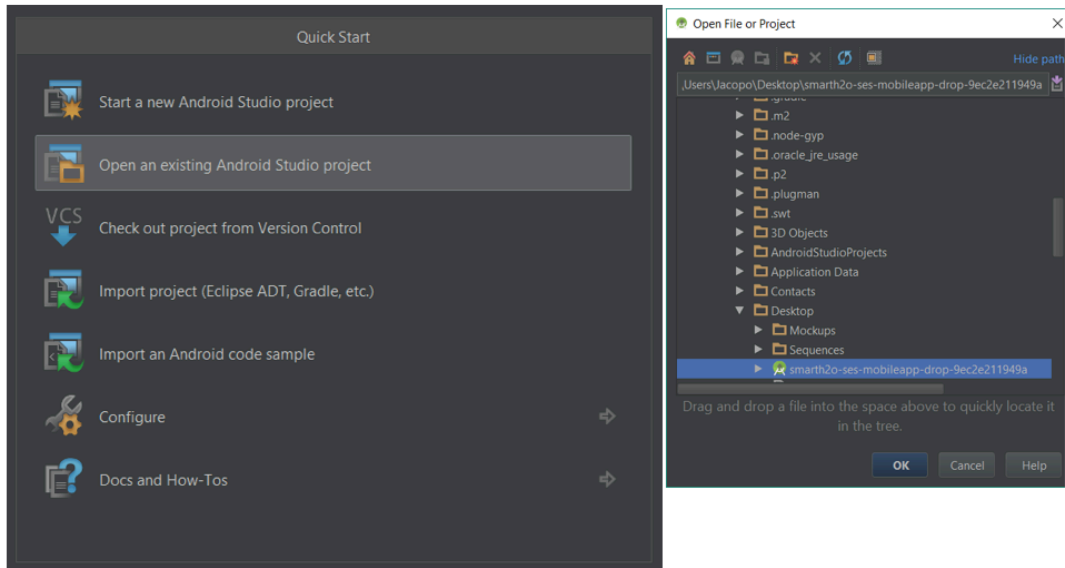 Quick Start
Start a new Android Studio project
Open an existing Android Studio project
VCS
Check out project from Version Control
Import project (Eclipse ADT, Gradle, etc.)
Import an Android code sample
Configure
Docs and How-Tos
Open File or Project
Hide path
,Users\Jacopo\Desktop\smarth2o-ses-mobileapp-drop-9ec2e211949a
.gradle
.m2
.node-gyp
.oracle_jre_usage
.p2
.plugman
.swt
3D Objects
AndroidStudioProjects
Application Data
Contacts
Desktop
Mockups
Sequences
smarth2o-ses-mobileapp-drop-9ec2e211949a
Drag and drop a file into the space above to quickly locate it
in the tree.
OK Cancel Help